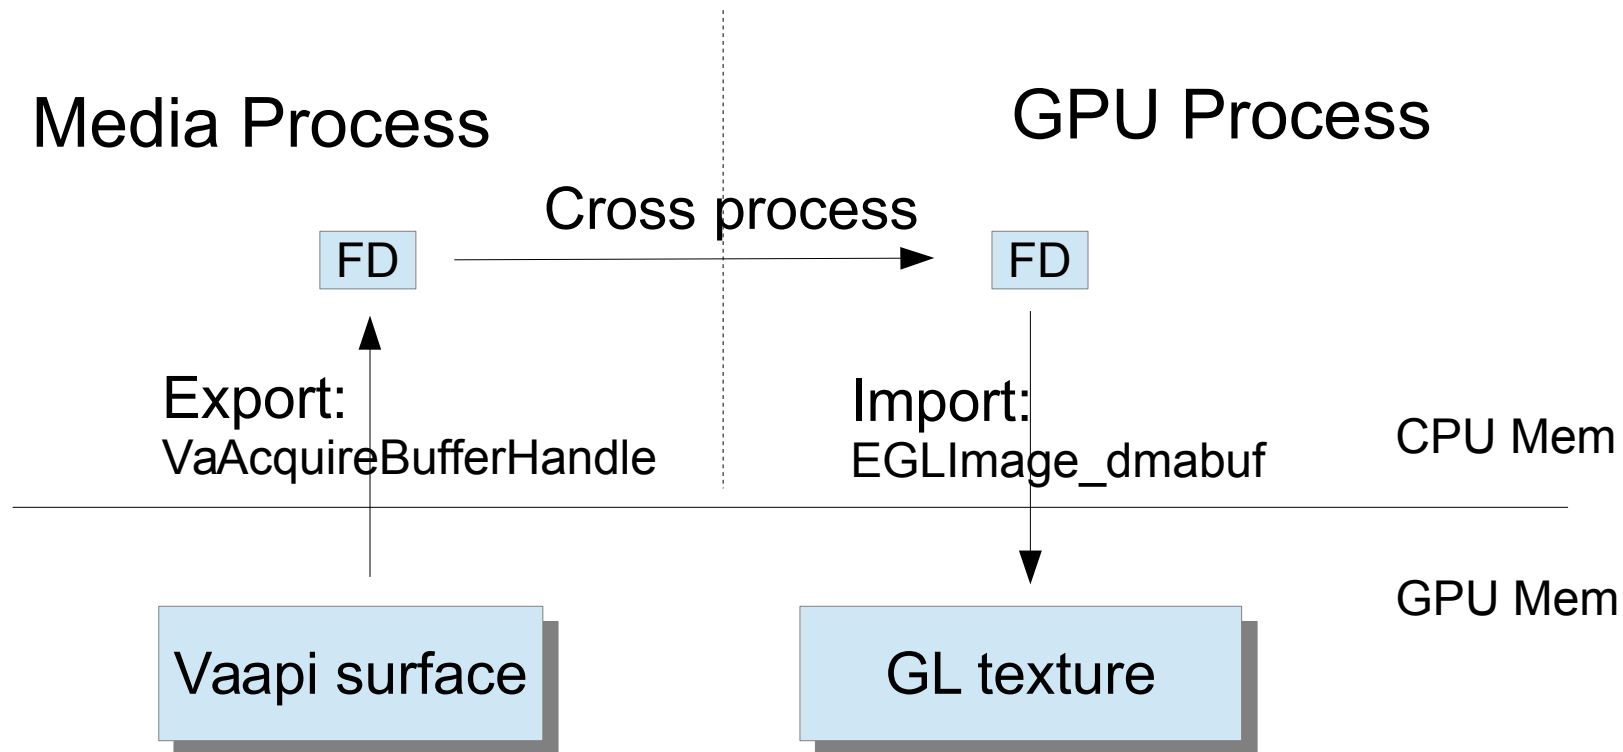 Media Process
GPU Process
Cross process
FD
FD
Export:
VaAcquireBufferHandle
Import:
EGLImage_dmabuf
CPU Mem
GPU Mem
Vaapi surface
GL texture